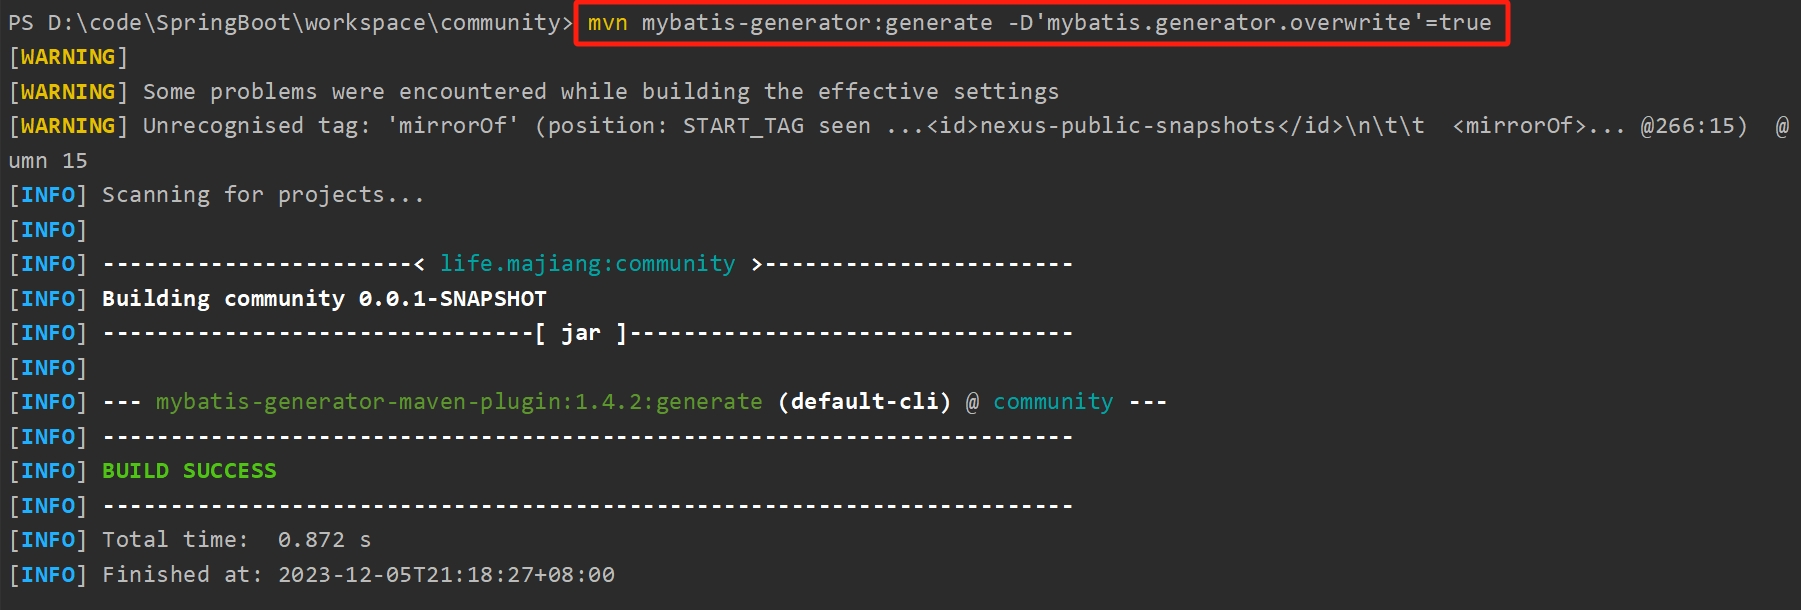 PS D:\code\SpringBoot\workspace\community> mvn mybatis-generator:generate -D'mybatis.generator.overwrite'=true
[WARNING]
[WARNING] Some problems were encountered while building the effective settings
[WARNING] Unrecognised tag: 'mirrorOf' (position: START_TAG seen ...<id>nexus-public-snapshots</id>\n\t\t  <mirrorOf>... @266:15)  @
umn 15
[INFO] Scanning for projects...
[INFO]
[INFO] -----------------------< life.majiang:community >-----------------------
[INFO] Building community 0.0.1-SNAPSHOT
[INFO] --------------------------------[ jar ]---------------------------------
[INFO]
[INFO] --- mybatis-generator-maven-plugin:1.4.2:generate (default-cli) @ community ---
[INFO] ------------------------------------------------------------------------
[INFO] BUILD SUCCESS
[INFO] ------------------------------------------------------------------------
[INFO] Total time:  0.872 s
[INFO] Finished at: 2023-12-05T21:18:27+08:00